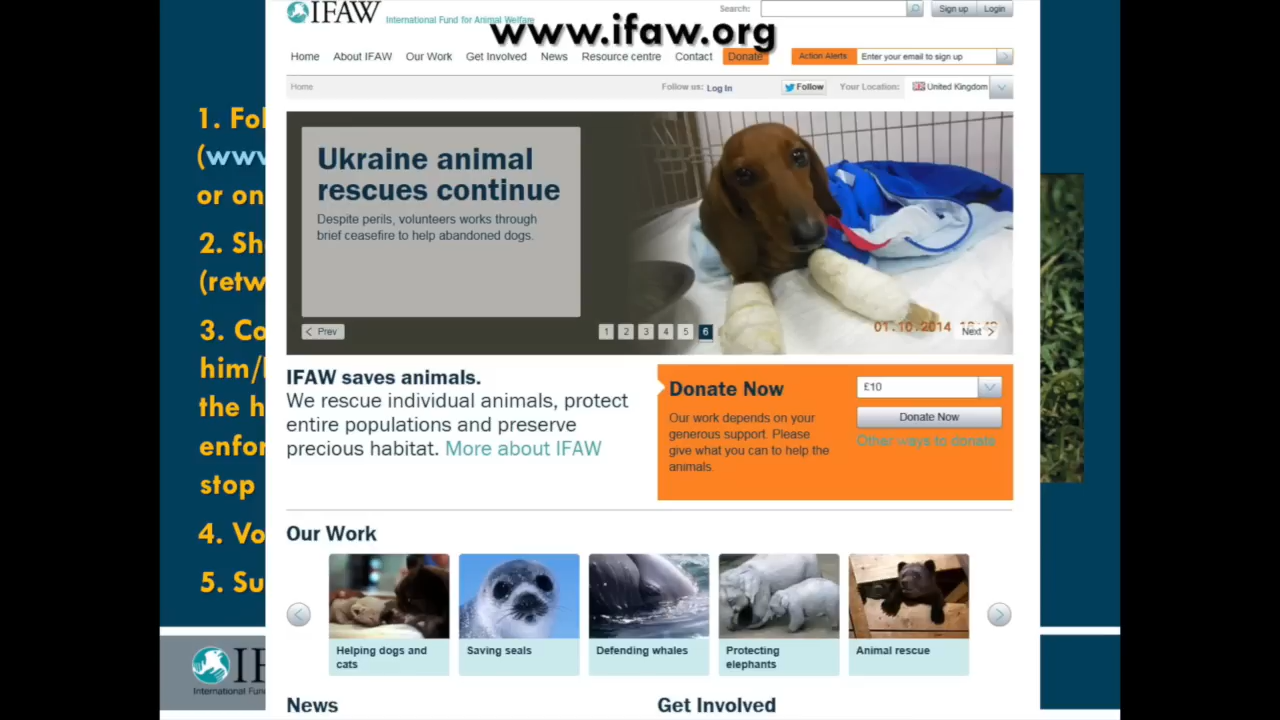 IFAW International Fund for Animal Welfare
Search:
Sign up Login
www.ifaw.org
Home About IFAW Our Work Get Involved News Resource centre Contact Donate
Action Alerts Enter your email to sign up
Home
Follow us: Log In Follow Your Location: United Kingdom
1. Fol
(www
or on
2. Sh
(retw
3. Co
him/
the h
enfor
stop
4. Vo
5. Su
Ukraine animal
rescues continue
Despite perils, volunteers works through
brief ceasefire to help abandoned dogs.
Prev
1 2 3 4 5 6
01.10.2014
Next
IFAW saves animals.
We rescue individual animals, protect
entire populations and preserve
precious habitat. More about IFAW
Donate Now
£10
Our work depends on your
generous support. Please
give what you can to help the
animals.
Donate Now
Other ways to donate
Our Work
Helping dogs and
cats
Saving seals
Defending whales
Protecting
elephants
Animal rescue
IF
International Fun
News
Get Involved